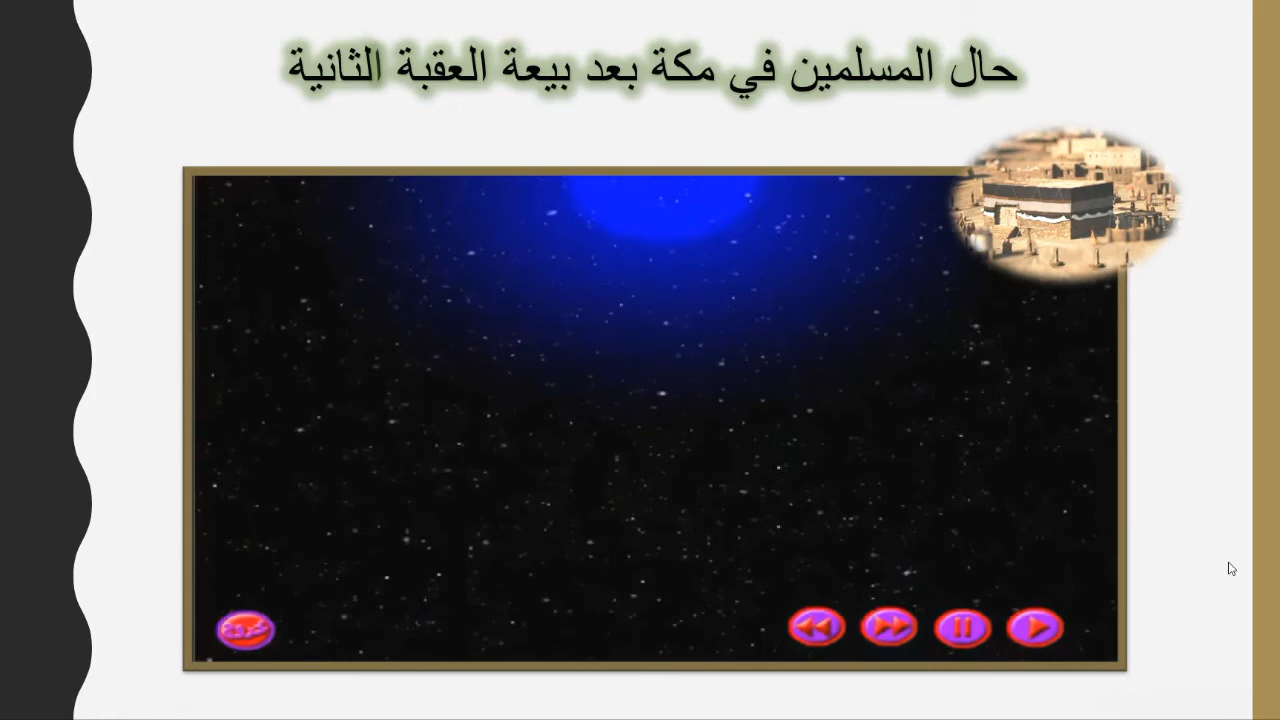 حال المسلمين في مكة بعد بيعة العقبة الثانية